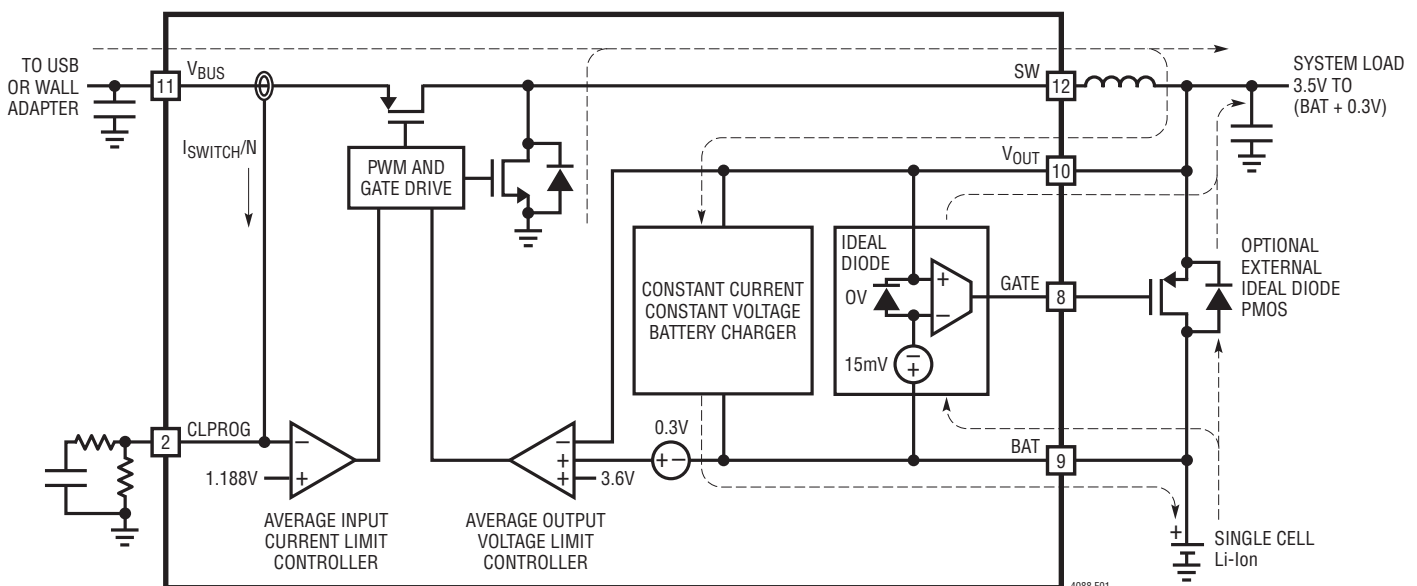 TO USB
OR WALL
ADAPTER
11
VBUS
SW
12
SYSTEM LOAD
3.5V TO
(BAT + 0.3V)
ISWITCH/N
PWM AND
GATE DRIVE
VOUT
10
CONSTANT CURRENT
CONSTANT VOLTAGE
BATTERY CHARGER
IDEAL
DIODE
0V
+
–
15mV
–
+
GATE
8
OPTIONAL
EXTERNAL
IDEAL DIODE
PMOS
2
CLPROG
–
1.188V
+
AVERAGE INPUT
CURRENT LIMIT
CONTROLLER
–
+
+
3.6V
AVERAGE OUTPUT
VOLTAGE LIMIT
CONTROLLER
0.3V
+ –
BAT
9
+
SINGLE CELL
Li-Ion
4088 F01